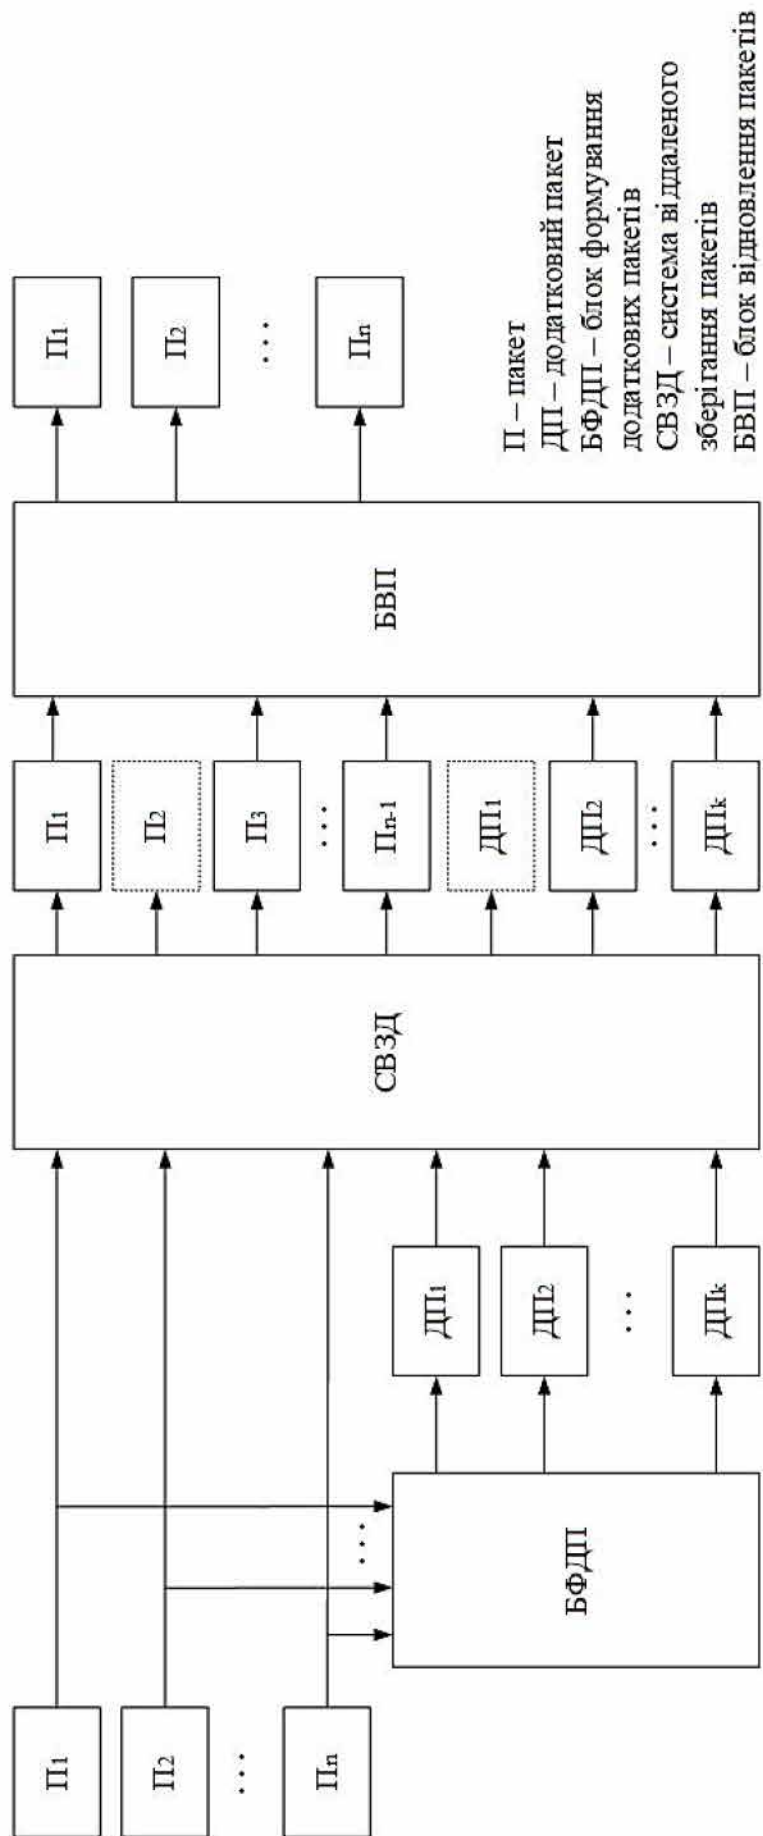 П1
П2
...
Пn
БФДП
...
ДП1
ДП2
...
ДПk
СВЗД
П1
П2
П3
...
Пn-1
ДП1
ДП2
...
ДПk
БВП
П1
П2
...
Пn
П – пакет
ДП – додатковий пакет
БФДП – блок формування
додаткових пакетів
СВЗД – система віддаленого
зберігання пакетів
БВП – блок відновлення пакетів